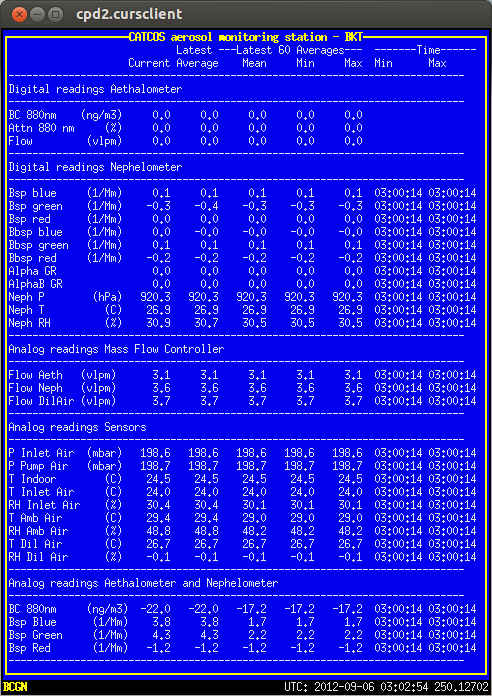 cpd2.cursclient
CATCOS aerosol monitoring station - BKT
Latest ---Latest 60 Averages--- -------Time------
Current Average Mean Min Max Min Max
Digital readings Aethalometer
BC 880nm (ng/m3) 0.0 0.0 0.0 0.0 0.0
Attn 880 nm (%) 0.0 0.0 0.0 0.0 0.0
Flow (vlpm) 0.0 0.0 0.0 0.0 0.0
Digital readings Nephelometer
Bsp blue (1/Mm) 0.1 0.1 0.1 0.1 0.1 03:00:14 03:00:14
Bsp green (1/Mm) -0.3 -0.4 -0.3 -0.3 -0.3 03:00:14 03:00:14
Bsp red (1/Mm) 0.0 -0.0 -0.0 -0.0 -0.0 03:00:14 03:00:14
Bbsp blue (1/Mm) 0.0 -0.0 -0.0 -0.0 -0.0 03:00:14 03:00:14
Bbsp green (1/Mm) 0.1 0.1 0.1 0.1 0.1 03:00:14 03:00:14
Bbsp red (1/Mm) -0.2 -0.2 -0.2 -0.2 -0.2 03:00:14 03:00:14
Alpha GR 0.0 0.0 0.0 0.0 0.0 03:00:14 03:00:14
AlphaB GR 0.0 0.0 0.0 0.0 0.0 03:00:14 03:00:14
Neph P (hPa) 920.3 920.3 920.3 920.3 920.3 03:00:14 03:00:14
Neph T (C) 26.9 26.9 26.9 26.9 26.9 03:00:14 03:00:14
Neph RH (%) 30.9 30.7 30.5 30.5 30.5 03:00:14 03:00:14
Analog readings Mass Flow Controller
Flow Aeth (vlpm) 3.1 3.1 3.1 3.1 3.1 03:00:14 03:00:14
Flow Neph (vlpm) 3.6 3.6 3.6 3.6 3.6 03:00:14 03:00:14
Flow DilAir (vlpm) 3.7 3.7 3.7 3.7 3.7 03:00:14 03:00:14
Analog readings Sensors
P Inlet Air (mbar) 198.6 198.6 198.6 198.6 198.6 03:00:14 03:00:14
P Pump Air (mbar) 198.7 198.7 198.7 198.7 198.7 03:00:14 03:00:14
T Indoor (C) 24.5 24.5 24.5 24.5 24.5 03:00:14 03:00:14
T Inlet Air (C) 24.0 24.0 24.0 24.0 24.0 03:00:14 03:00:14
RH Inlet Air (%) 30.4 30.4 30.1 30.1 30.1 03:00:14 03:00:14
T Amb Air (C) 29.4 29.4 29.0 29.0 29.0 03:00:14 03:00:14
RH Amb Air (%) 48.8 48.8 48.2 48.2 48.2 03:00:14 03:00:14
T Dil Air (C) 26.7 26.7 26.7 26.7 26.7 03:00:14 03:00:14
RH Dil Air (%) -0.1 -0.1 -0.1 -0.1 -0.1 03:00:14 03:00:14
Analog readings Aethalometer and Nephelometer
BC 880nm (ng/m3) -22.0 -22.0 -17.2 -17.2 -17.2 03:00:14 03:00:14
Bsp Blue (1/Mm) 3.8 3.8 1.7 1.7 1.7 03:00:14 03:00:14
Bsp Green (1/Mm) 4.3 4.3 2.2 2.2 2.2 03:00:14 03:00:14
Bsp Red (1/Mm) -1.2 -1.2 -1.2 -1.2 -1.2 03:00:14 03:00:14
BCGN UTC: 2012-09-06 03:02:54 250.12702